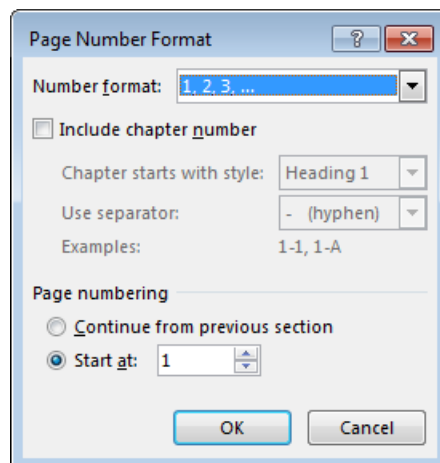 Page Number Format
Number format: 1, 2, 3, ...
Include chapter number
Chapter starts with style: Heading 1
Use separator: - (hyphen)
Examples: 1-1, 1-A
Page numbering
Continue from previous section
Start at: 1
OK Cancel